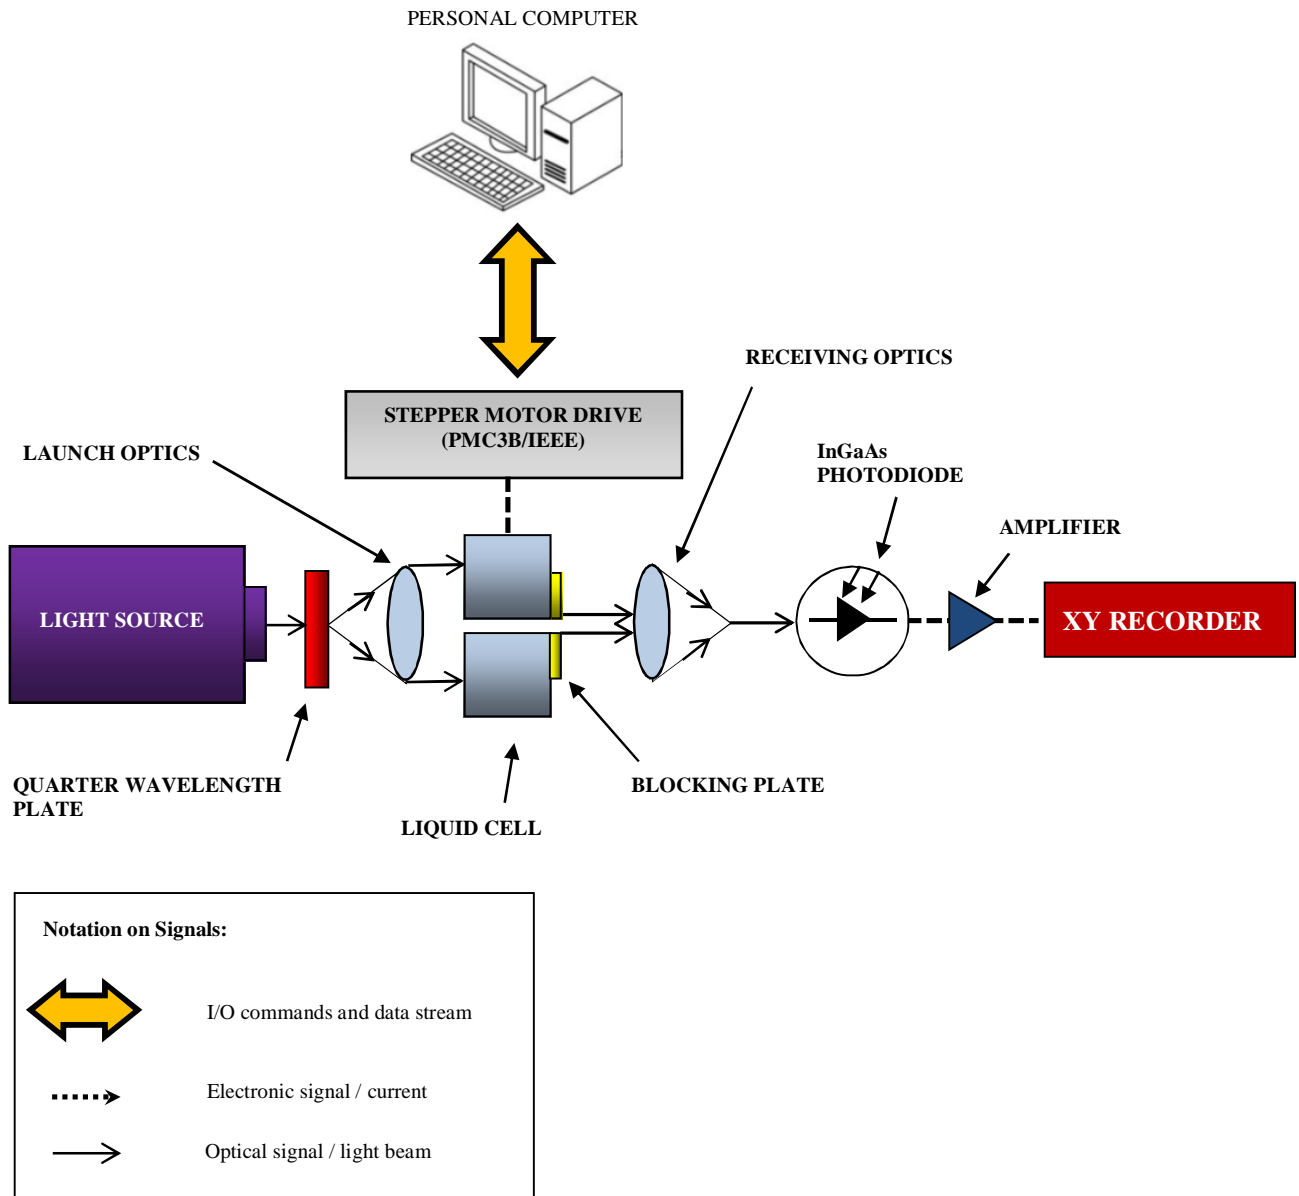 PERSONAL COMPUTER
RECEIVING OPTICS
STEPPER MOTOR DRIVE
(PMC3B/IEEE)
LAUNCH OPTICS
InGaAs
PHOTODIODE
AMPLIFIER
LIGHT SOURCE
XY RECORDER
QUARTER WAVELENGTH
PLATE
BLOCKING PLATE
LIQUID CELL
Notation on Signals:
I/O commands and data stream
Electronic signal / current
Optical signal / light beam